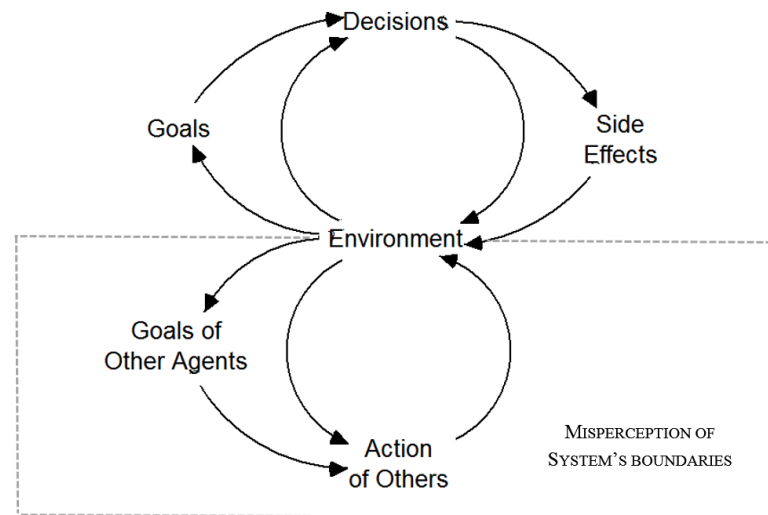 Decisions
Goals
Side
Effects
Environment
Goals of
Other Agents
Action
of Others
MISPERCEPTION OF
SYSTEM'S BOUNDARIES